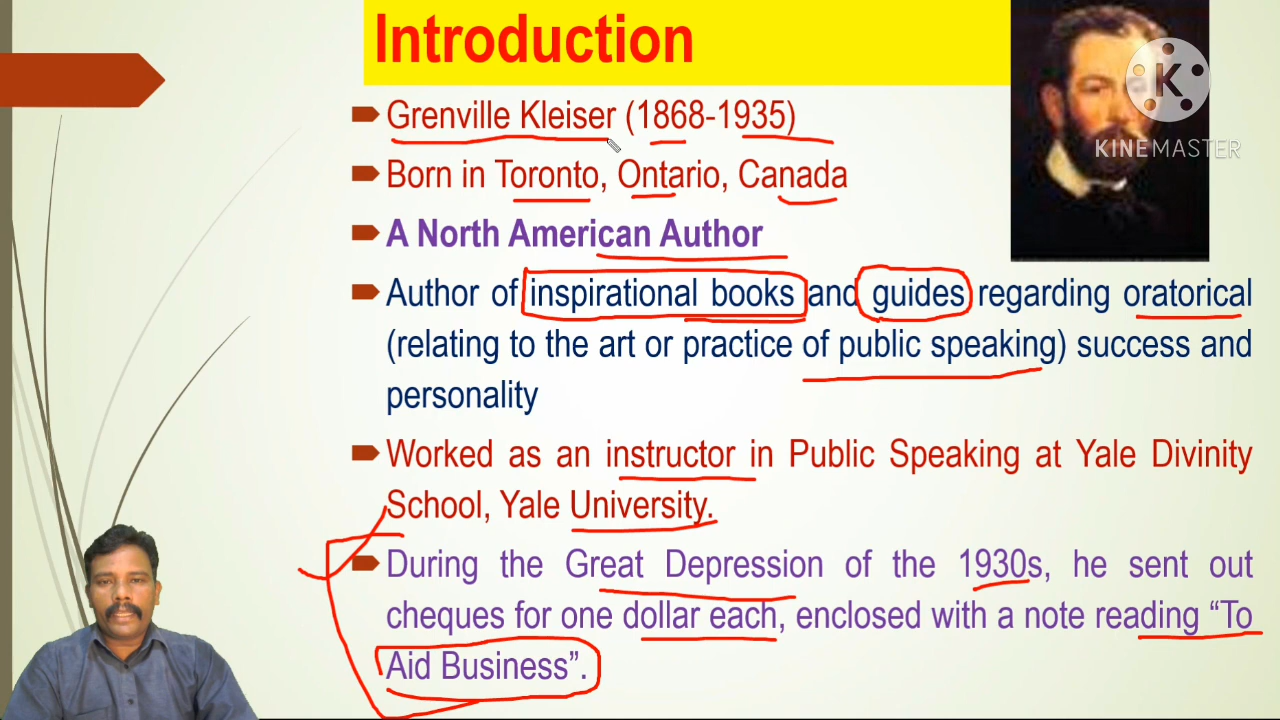 Introduction
K
KINEMASTER
Grenville Kleiser (1868-1935)
Born in Toronto, Ontario, Canada
A North American Author
Author of inspirational books and guides regarding oratorical
(relating to the art or practice of public speaking) success and
personality
Worked as an instructor in Public Speaking at Yale Divinity
School, Yale University.
During the Great Depression of the 1930s, he sent out
cheques for one dollar each, enclosed with a note reading “To
Aid Business”.